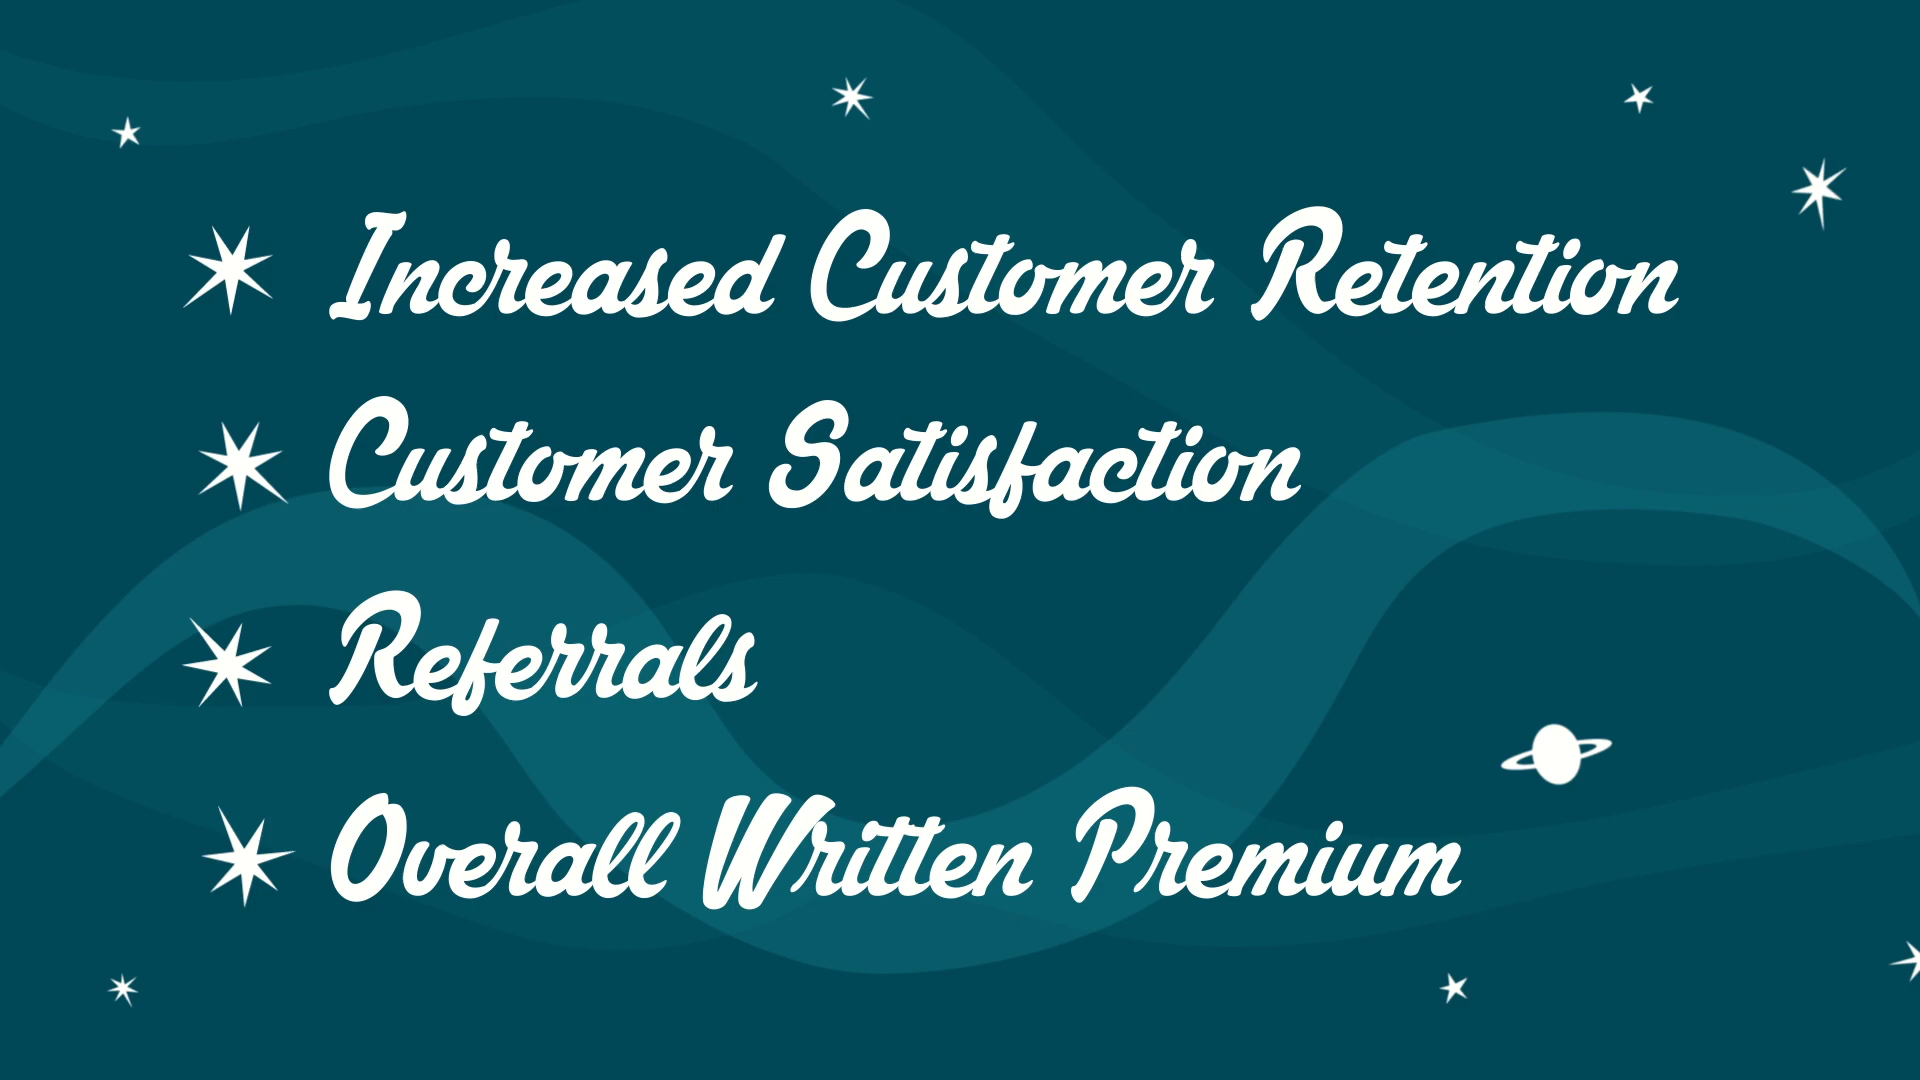 Increased Customer Retention
Customer Satisfaction
Referrals
Overall Written Premium